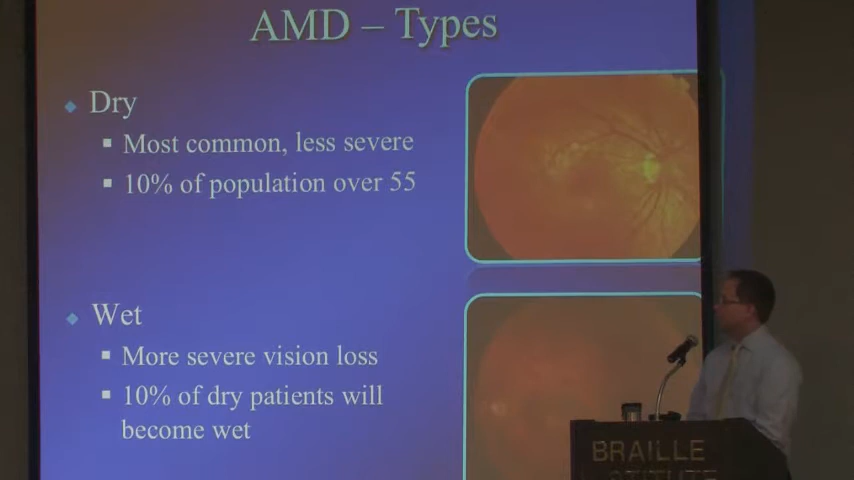 AMD – Types
Dry
Most common, less severe
10% of population over 55
Wet
More severe vision loss
10% of dry patients will
become wet
BRAILLE